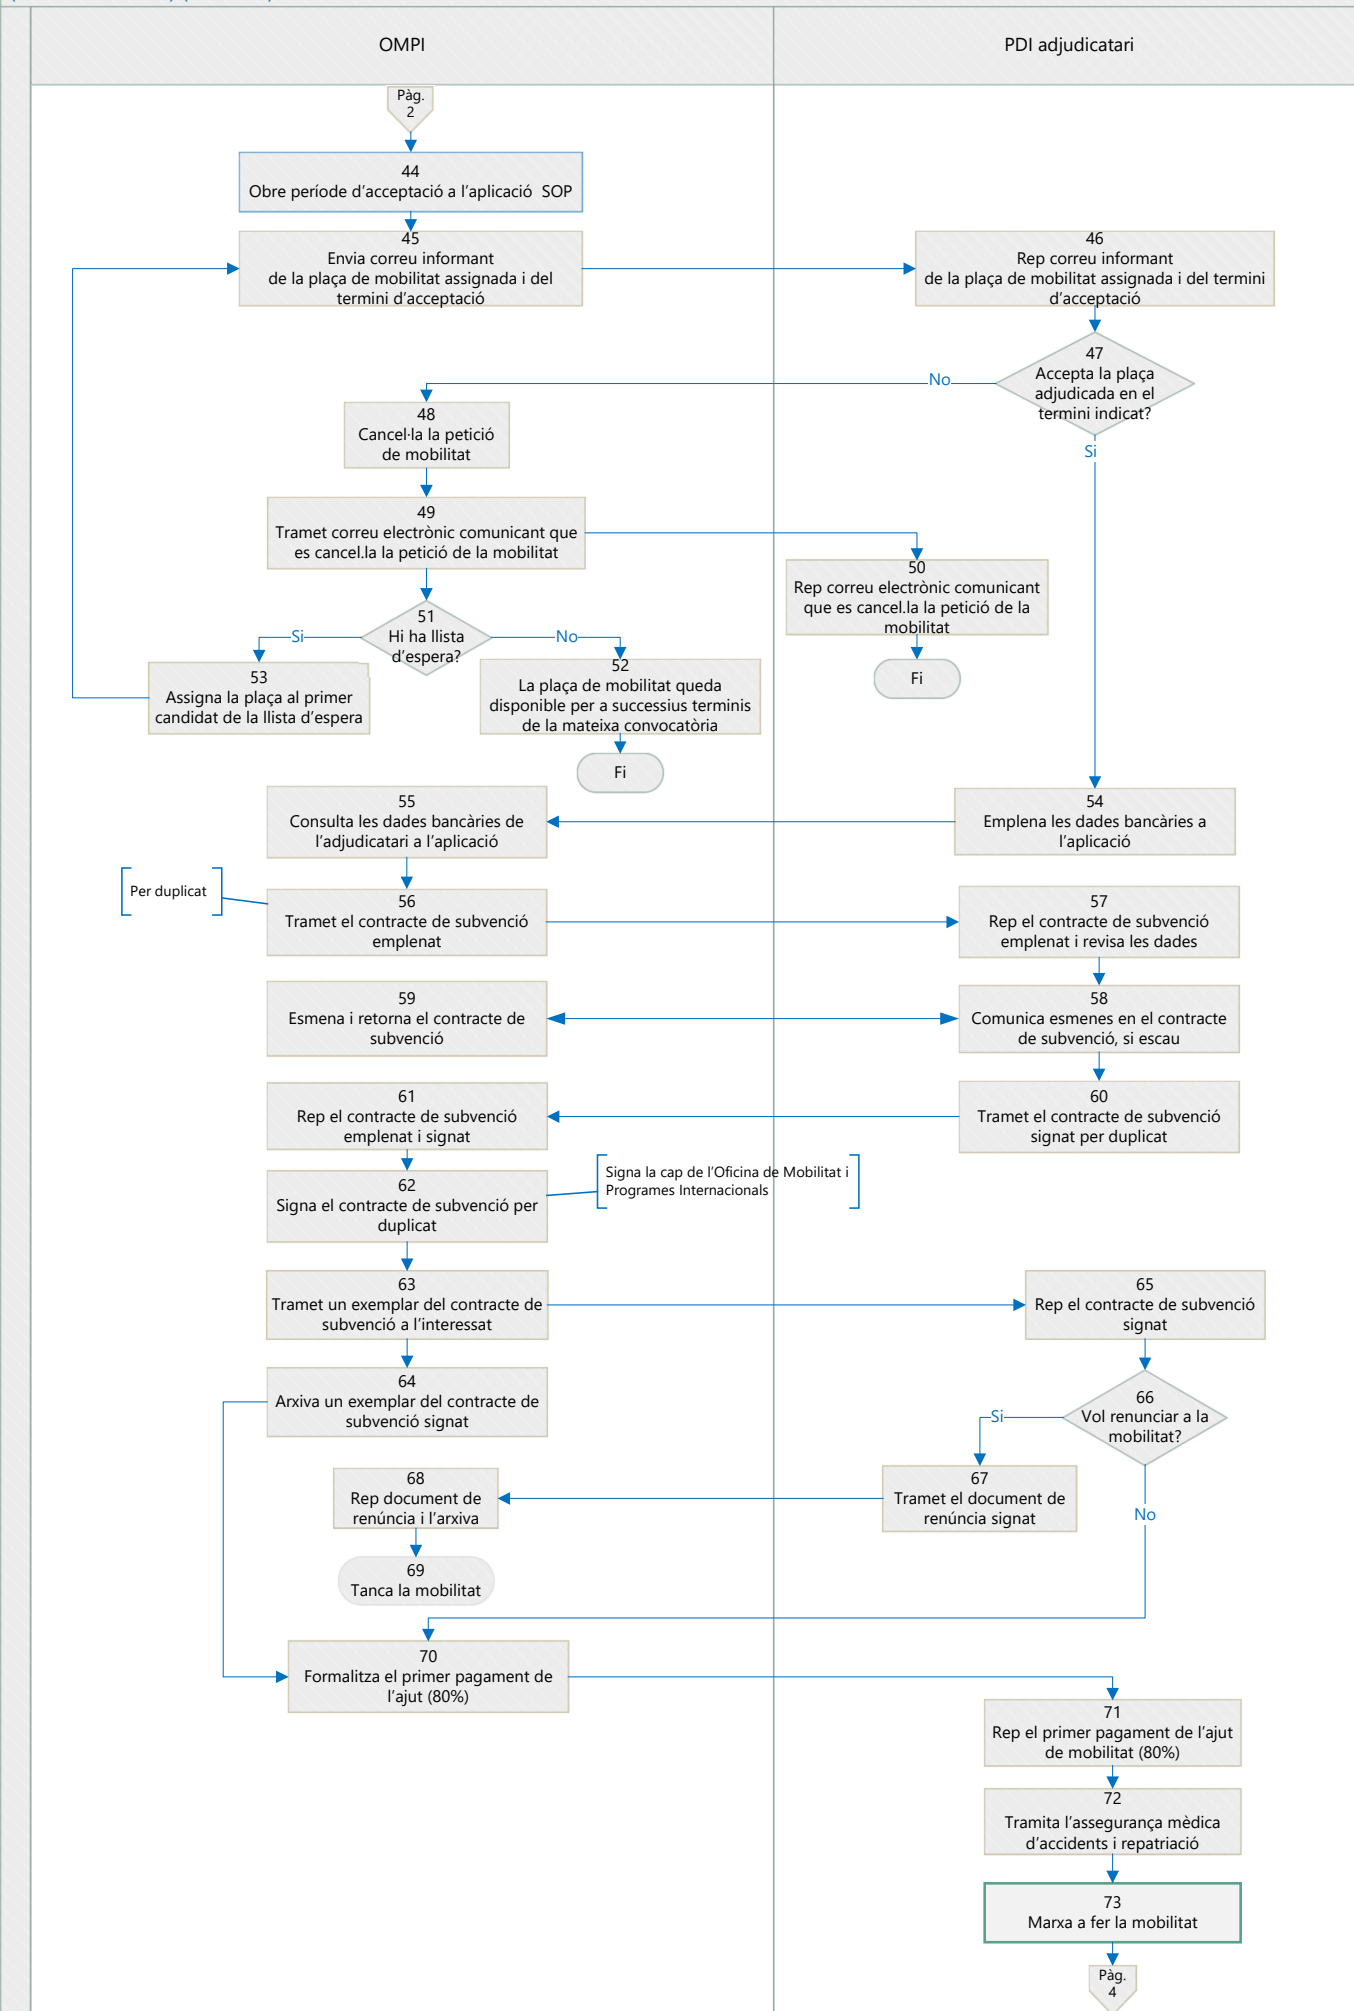 OMPI
PDI adjudicatari
Pàg.
2
44
Obre període d'acceptació a l'aplicació  SOP
45
Envia correu informant
de la plaça de mobilitat assignada i del
termini d'acceptació
46
Rep correu informant
de la plaça de mobilitat assignada i del termini
d'acceptació
47
Accepta la plaça
adjudicada en el
termini indicat?
No
Si
48
Cancel·la la petició
de mobilitat
49
Tramet correu electrònic comunicant que
es cancel.la la petició de la mobilitat
50
Rep correu electrònic comunicant
que es cancel.la la petició de la
mobilitat
Fi
51
Hi ha llista
d'espera?
Si
No
53
Assigna la plaça al primer
candidat de la llista d'espera
52
La plaça de mobilitat queda
disponible per a successius terminis
de la mateixa convocatòria
Fi
54
Emplena les dades bancàries a
l'aplicació
55
Consulta les dades bancàries de
l'adjudicatari a l'aplicació
Per duplicat
56
Tramet el contracte de subvenció
emplenat
57
Rep el contracte de subvenció
emplenat i revisa les dades
59
Esmena i retorna el contracte de
subvenció
58
Comunica esmenes en el contracte
de subvenció, si escau
61
Rep el contracte de subvenció
emplenat i signat
60
Tramet el contracte de subvenció
signat per duplicat
62
Signa el contracte de subvenció per
duplicat
Signa la cap de l'Oficina de Mobilitat i
Programes Internacionals
63
Tramet un exemplar del contracte de
subvenció a l'interessat
65
Rep el contracte de subvenció
signat
64
Arxiva un exemplar del contracte de
subvenció signat
66
Vol renunciar a la
mobilitat?
Si
No
68
Rep document de
renúncia i l'arxiva
67
Tramet el document de
renúncia signat
69
Tanca la mobilitat
70
Formalitza el primer pagament de
l'ajut (80%)
71
Rep el primer pagament de l'ajut
de mobilitat (80%)
72
Tramita l'assegurança mèdica
d'accidents i repatriació
73
Marxa a fer la mobilitat
Pàg.
4